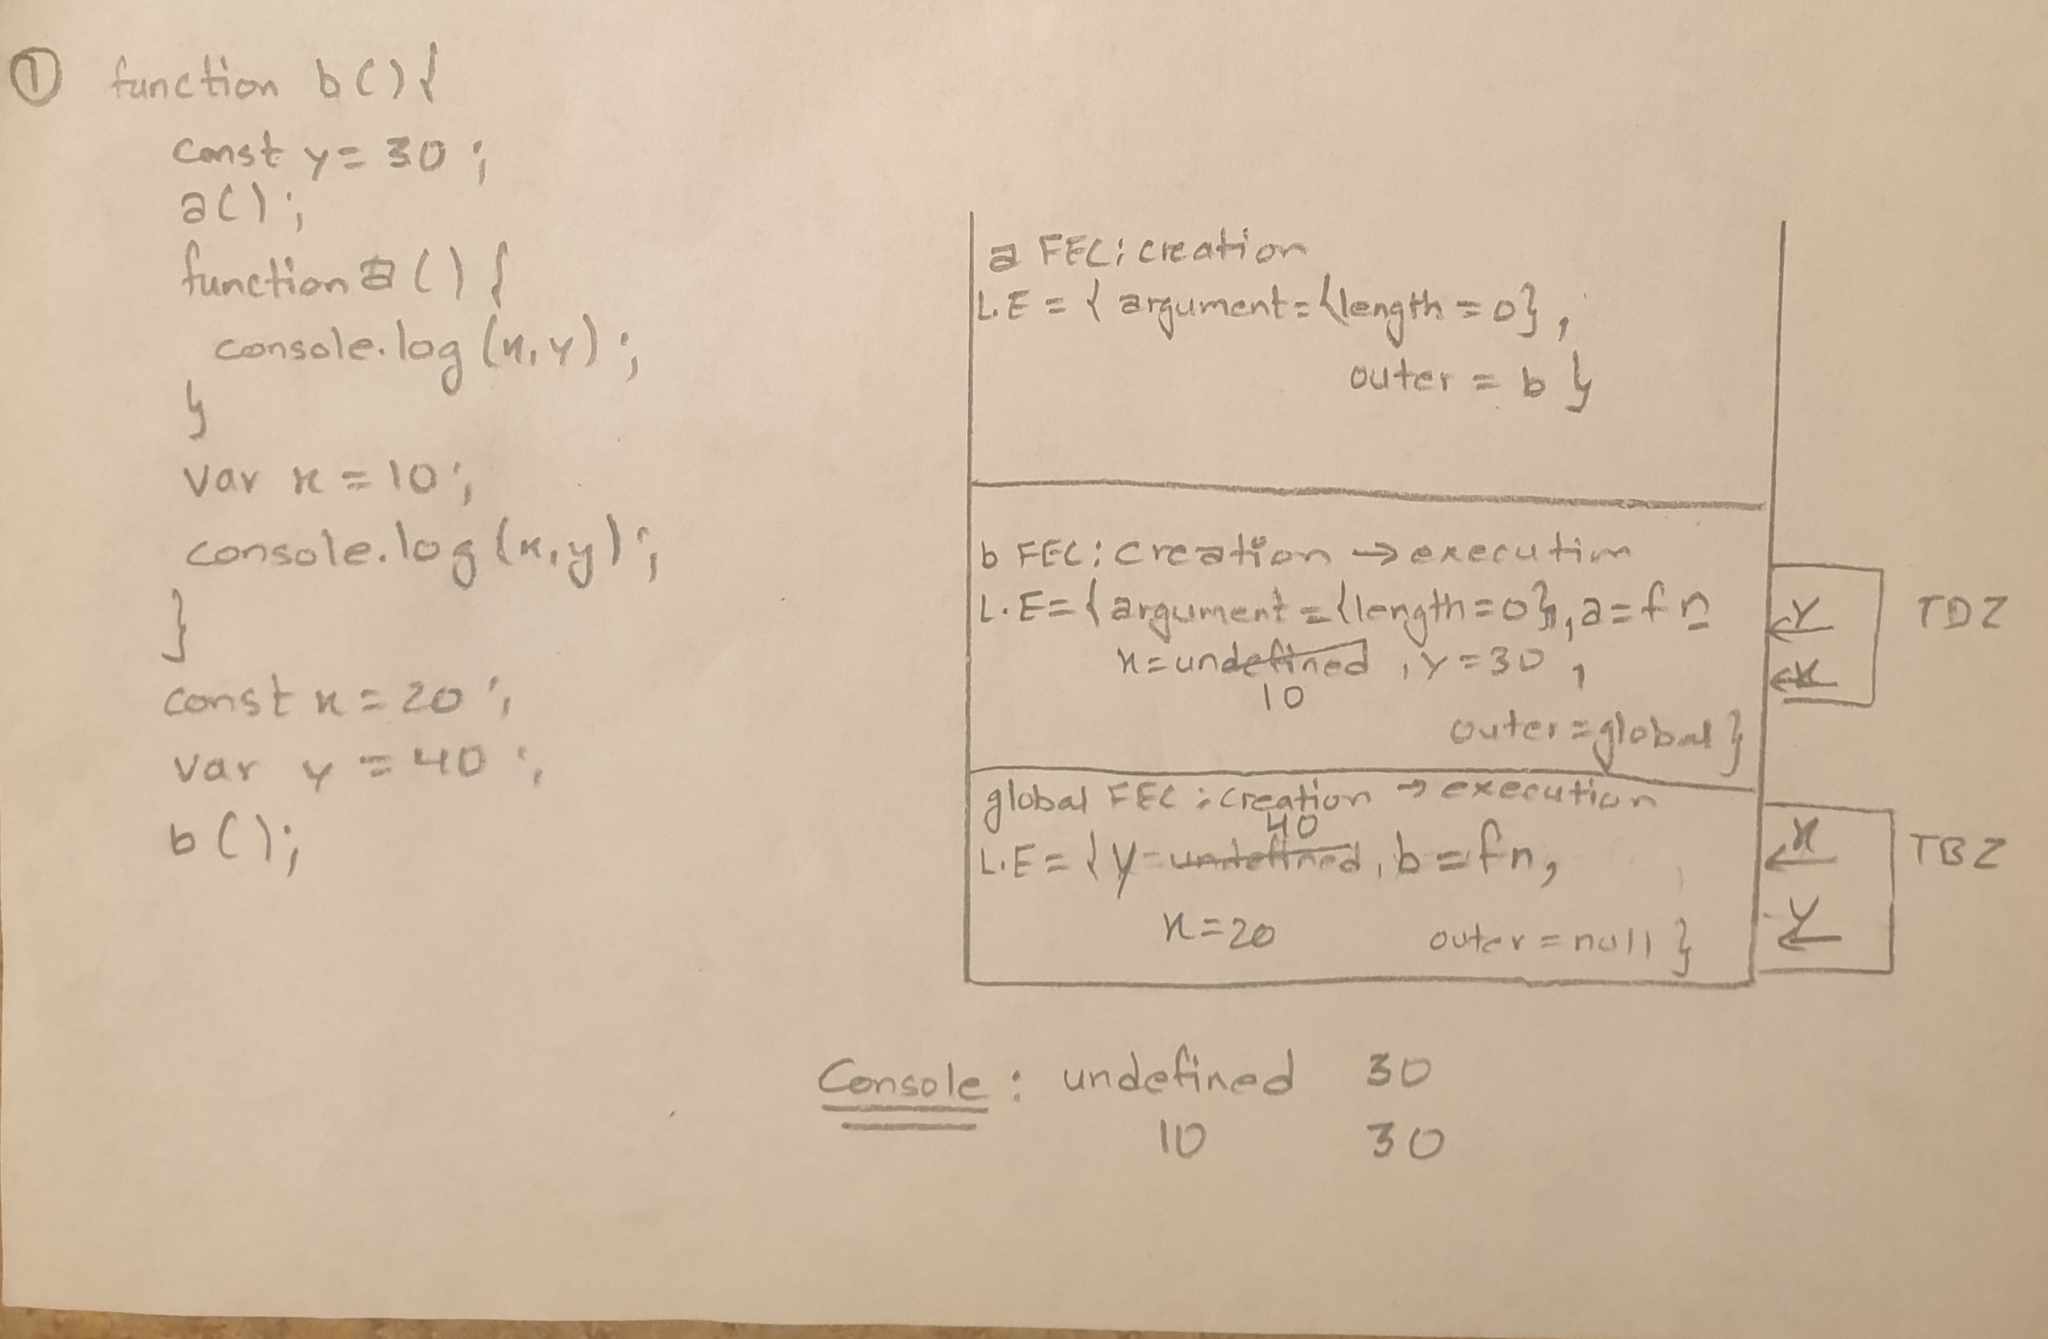 ① function b(){
const y=30;
a();
function a(){
console.log(x,y);
}
var x=10;
console.log(x,y);
}
const x=20;
var y=40;
b();
a FEC: creation
L.E={argument={length=0},
outer=b}
b FEC: creation → execution
L.E={argument={length=0}, a=fn
x=undefined, y=30,
10
outer=global}
Y TDZ
x
global FEC: creation → execution
40
L.E={y=undefined, b=fn,
x=20 outer=null}
x TBZ
Y
Console: undefined 30
10 30